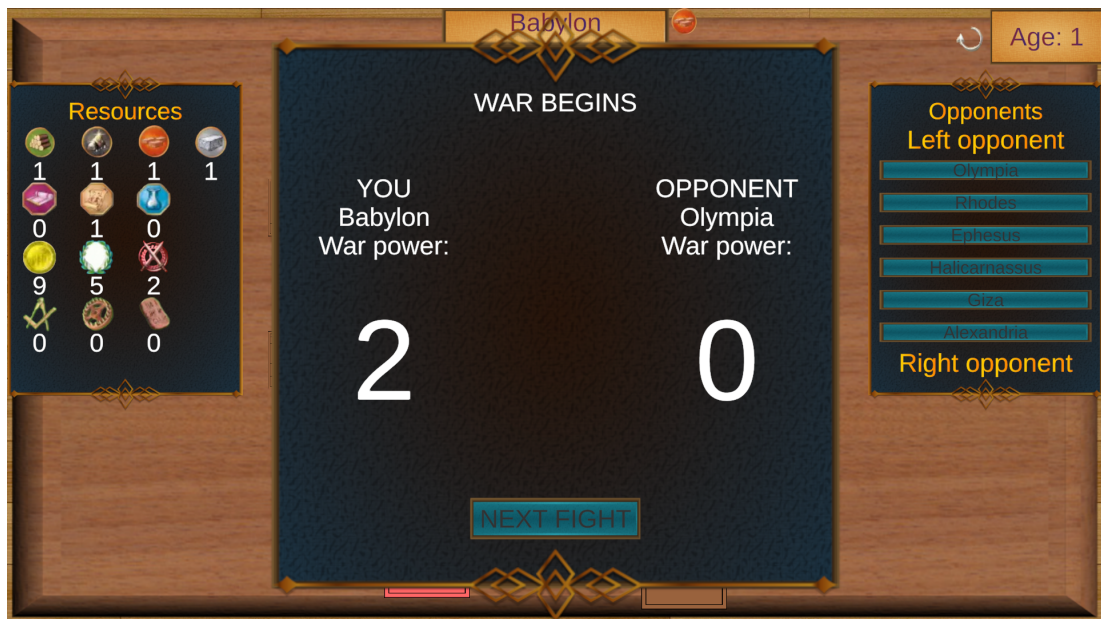 Babylon
Age: 1
Resources
1 1 1 1
0 1 0
9 5 2
0 0 0
WAR BEGINS
YOU
Babylon
War power:
2
OPPONENT
Olympia
War power:
0
NEXT FIGHT
Opponents
Left opponent
Olympia
Rhodes
Ephesus
Halicarnassus
Giza
Alexandria
Right opponent